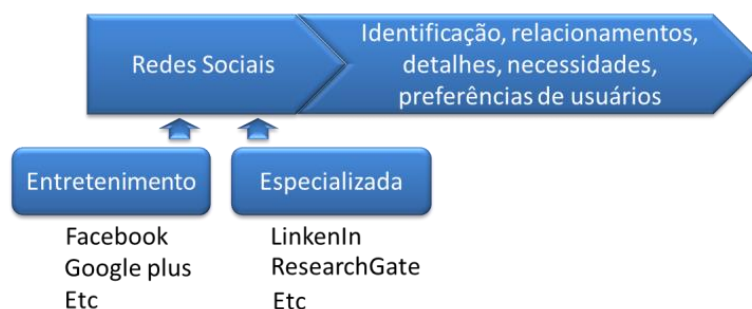 Redes Sociais
Identificação, relacionamentos,
detalhes, necessidades,
preferências de usuários
Entretenimento
Facebook
Google plus
Etc
Especializada
LinkenIn
ResearchGate
Etc